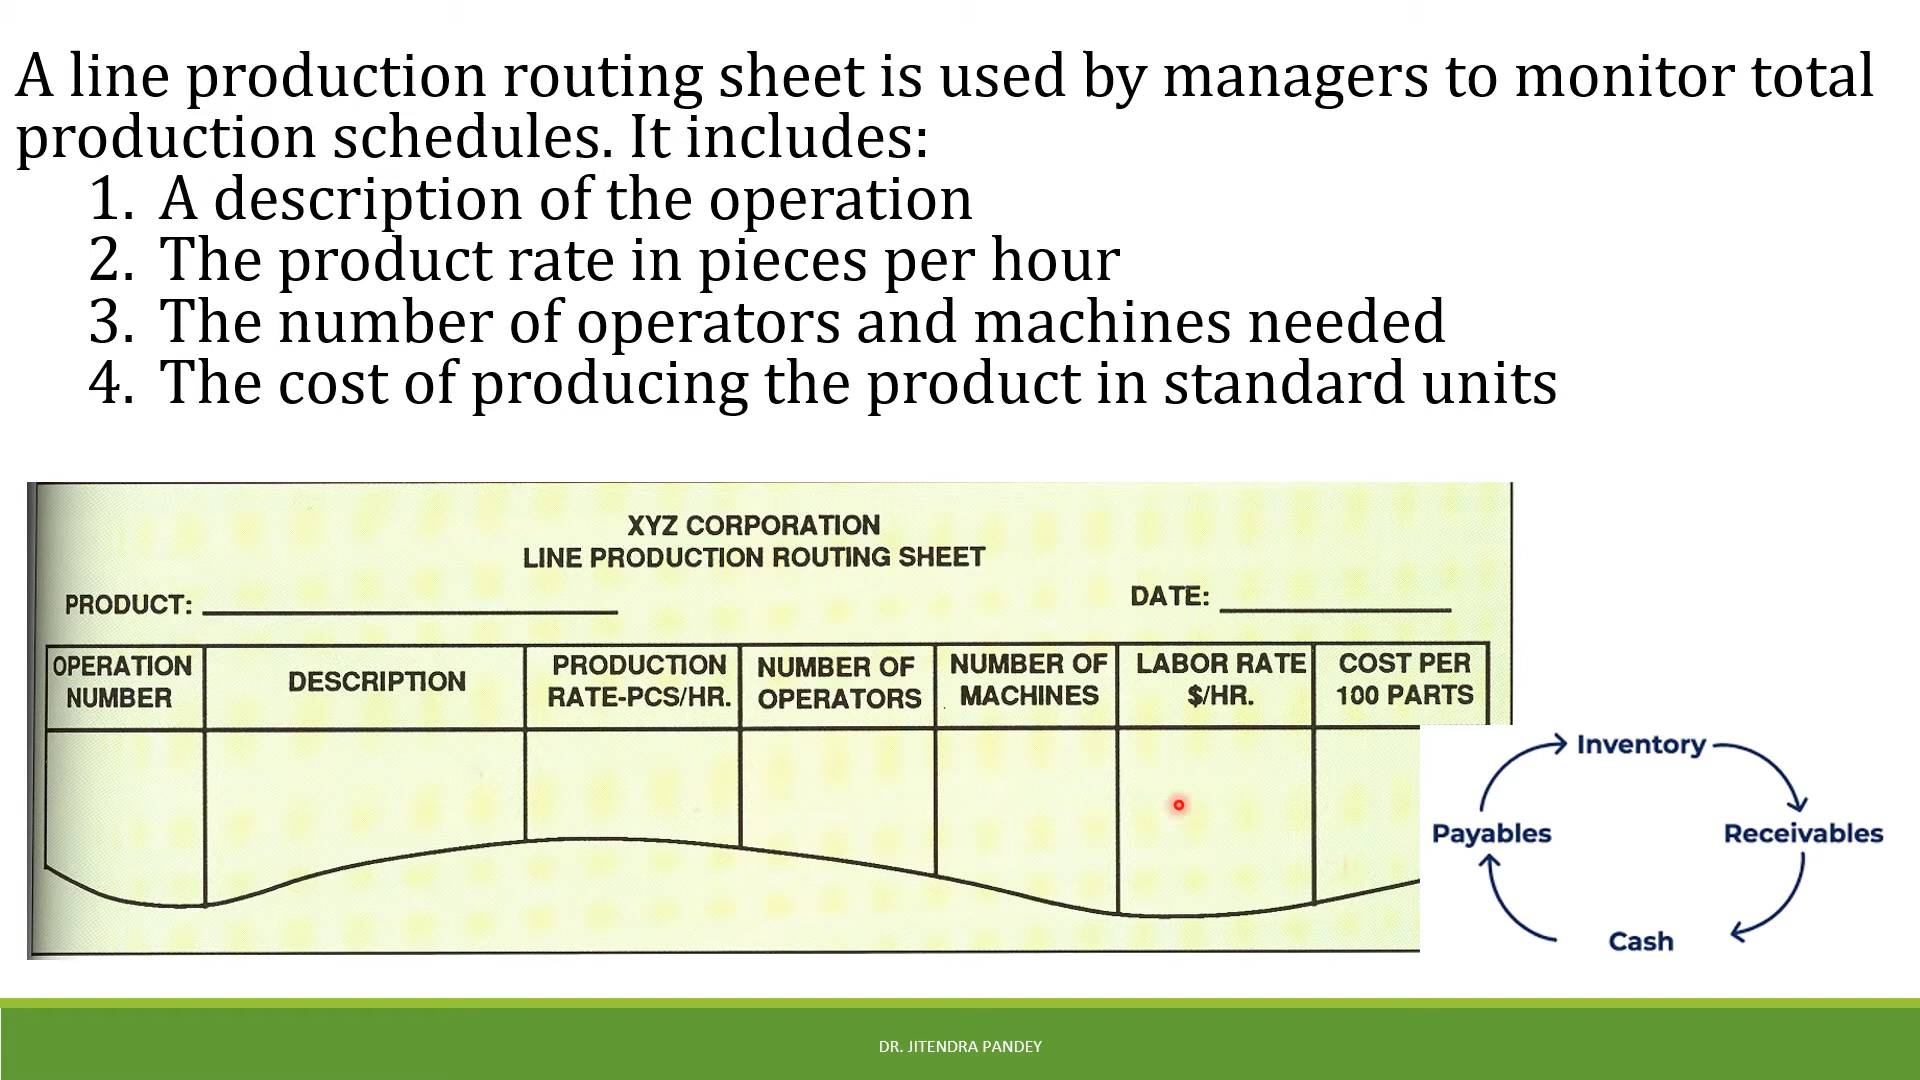 A line production routing sheet is used by managers to monitor total
production schedules. It includes:
1. A description of the operation
2. The product rate in pieces per hour
3. The number of operators and machines needed
4. The cost of producing the product in standard units
XYZ CORPORATION
LINE PRODUCTION ROUTING SHEET
PRODUCT:
DATE:
OPERATION
NUMBER
DESCRIPTION
PRODUCTION
RATE-PCS/HR.
NUMBER OF
OPERATORS
NUMBER OF
MACHINES
LABOR RATE
$/HR.
COST PER
100 PARTS
Inventory
Payables
Receivables
Cash
DR. JITENDRA PANDEY